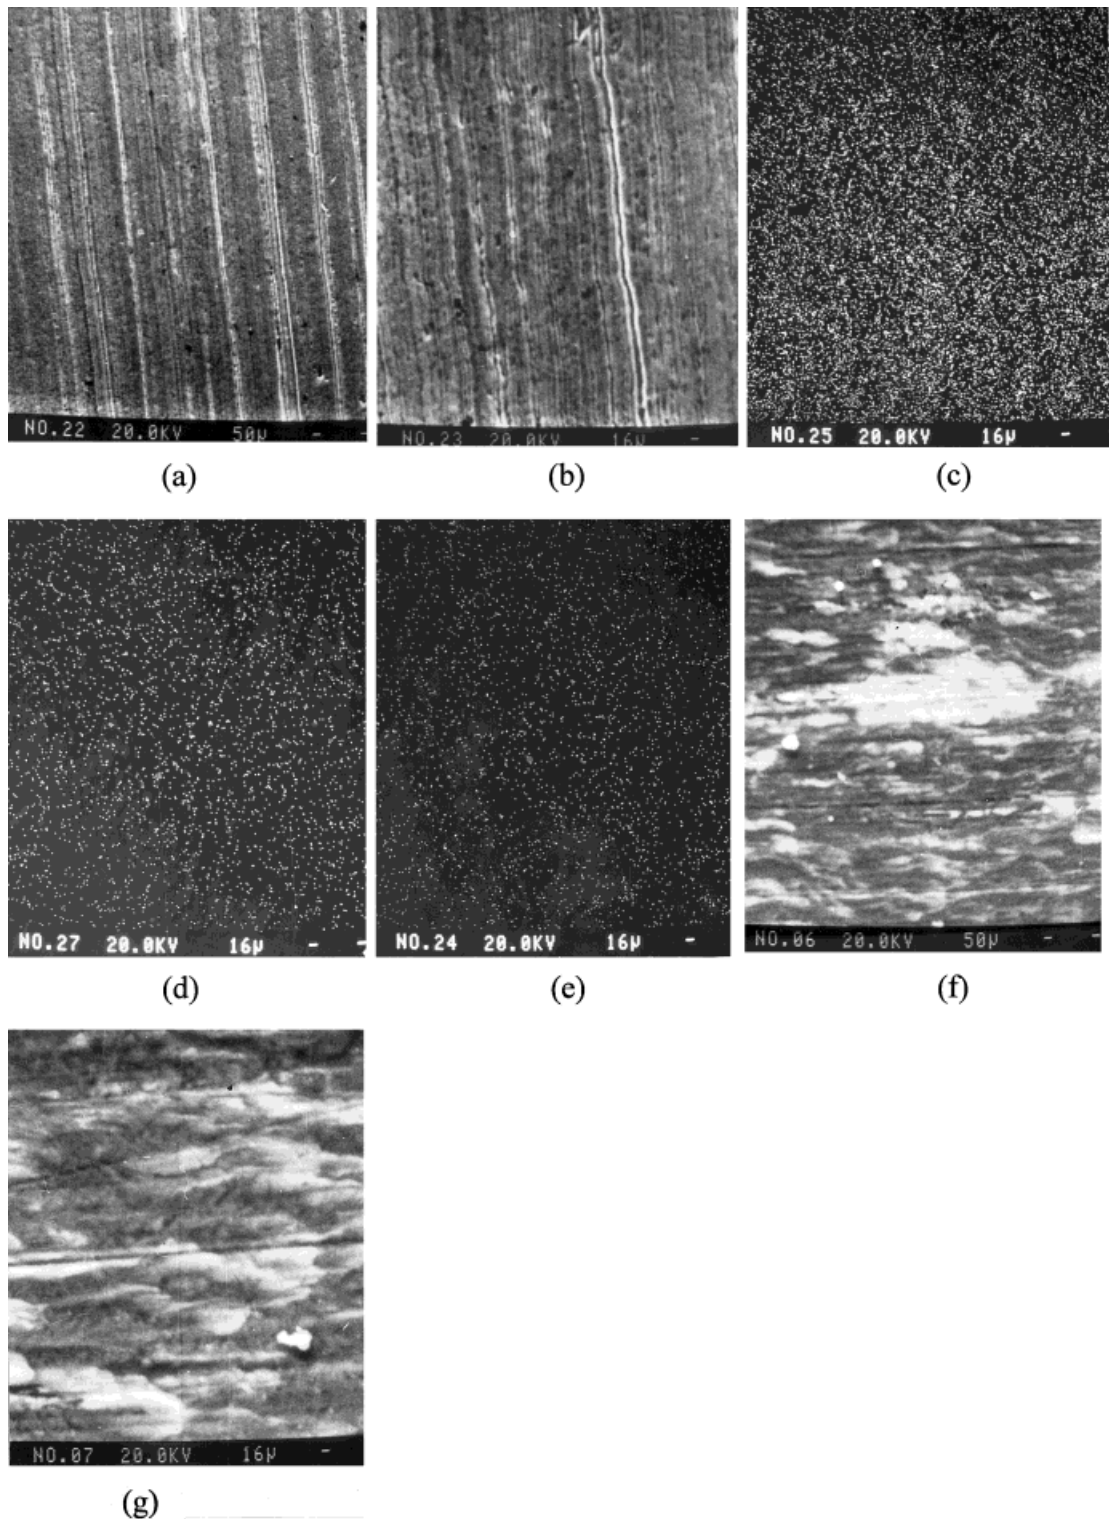 NO.22 20.0KV 50μ
NO.23 20.0KV 16μ
NO.25 20.0KV 16μ
(a)
(b)
(c)
NO.27 20.0KV 16μ
NO.24 20.0KV 16μ
NO.06 20.0KV 50μ
(d)
(e)
(f)
NO.07 20.0KV 16μ
(g)